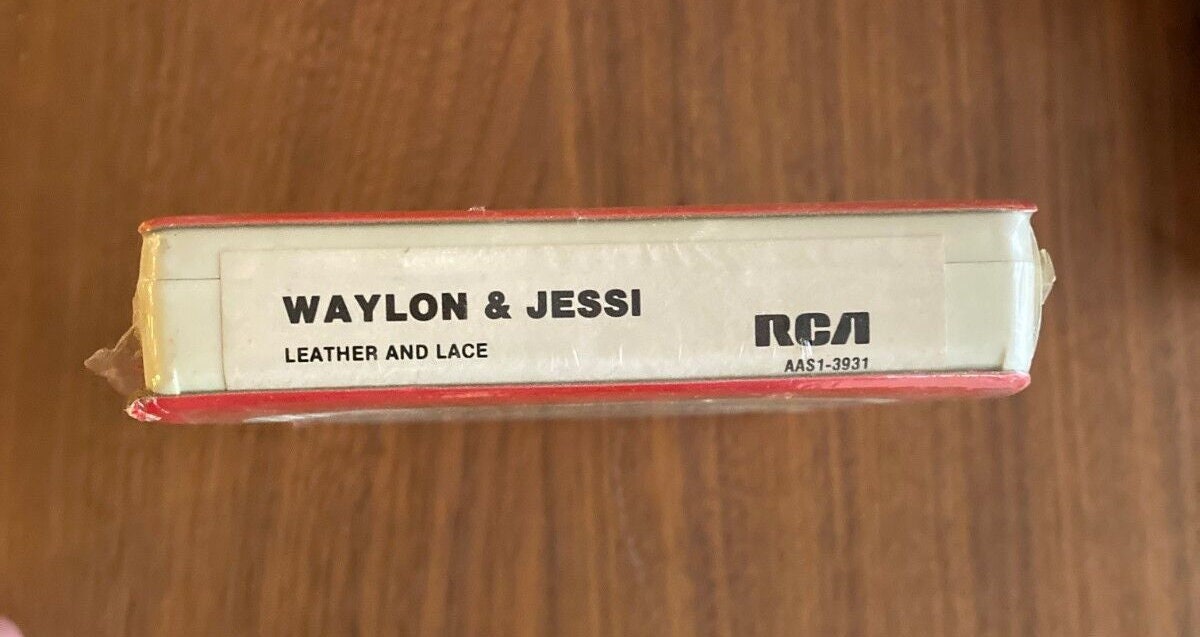 WAYLON & JESSI
LEATHER AND LACE
RCA
AAS1-3931